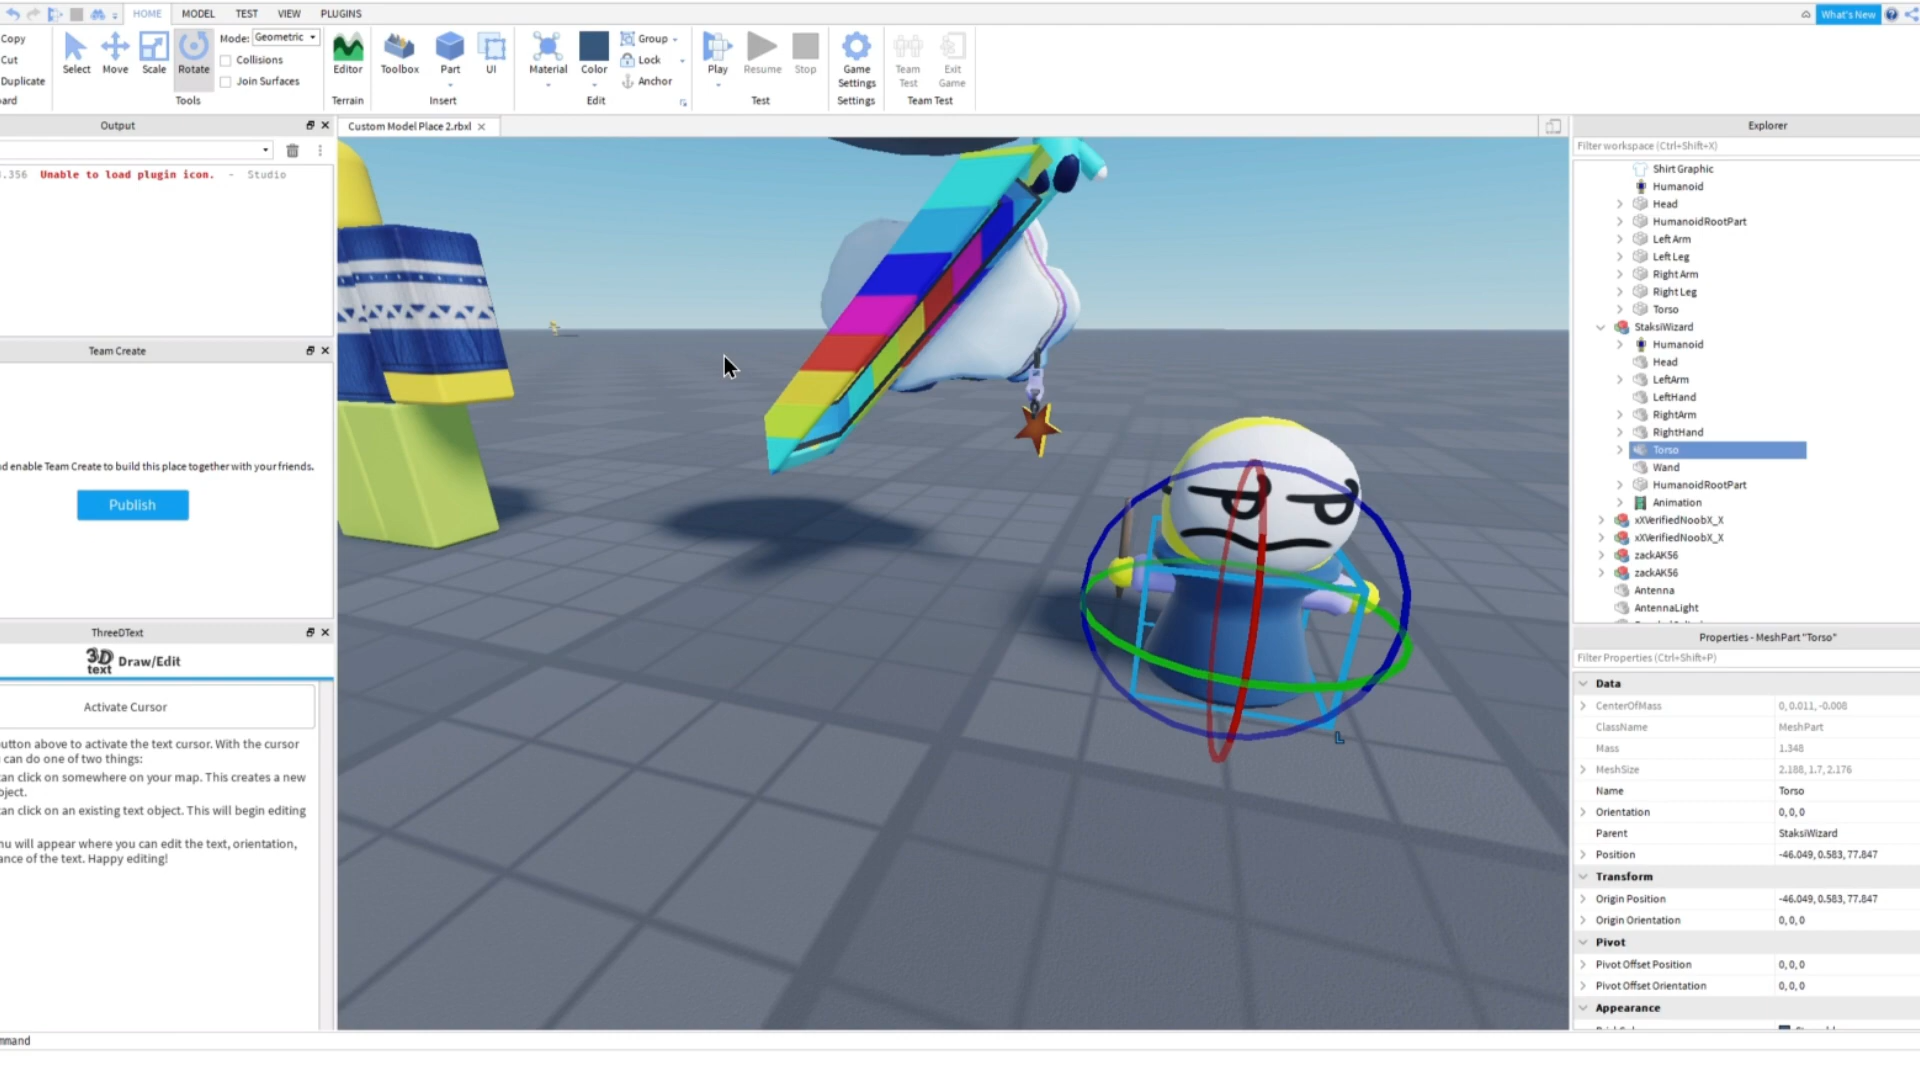 HOME MODEL TEST VIEW PLUGINS
What's New
Copy
Cut
Duplicate
ard
Select Move Scale Rotate
Mode: Geometric
Collisions
Join Surfaces
Tools
Editor
Terrain
Toolbox Part UI
Insert
Material Color
Group
Lock
Anchor
Edit
Play Resume Stop
Test
Game Settings
Settings
Team Test
Exit Game
Team Test
Output
.356 Unable to load plugin icon. - Studio
Team Create
d enable Team Create to build this place together with your friends.
Publish
ThreeDText
3D text Draw/Edit
Activate Cursor
utton above to activate the text cursor. With the cursor
can do one of two things:
an click on somewhere on your map. This creates a new
bject.
an click on an existing text object. This will begin editing
nu will appear where you can edit the text, orientation,
ance of the text. Happy editing!
mmand
Custom Model Place 2.rbxl
L
Explorer
Filter workspace (Ctrl+Shift+X)
Shirt Graphic
Humanoid
Head
HumanoidRootPart
Left Arm
Left Leg
Right Arm
Right Leg
Torso
StaksiWizard
Humanoid
Head
LeftArm
LeftHand
RightArm
RightHand
Torso
Wand
HumanoidRootPart
Animation
xXVerifiedNoobX_X
xXVerifiedNoobX_X
zackAK56
zackAK56
Antenna
AntennaLight
Properties - MeshPart "Torso"
Filter Properties (Ctrl+Shift+P)
Data
CenterOfMass 0, 0.011, -0.008
ClassName MeshPart
Mass 1.348
MeshSize 2.188, 1.7, 2.176
Name Torso
Orientation 0, 0, 0
Parent StaksiWizard
Position -46.049, 0.583, 77.847
Transform
Origin Position -46.049, 0.583, 77.847
Origin Orientation 0, 0, 0
Pivot
Pivot Offset Position 0, 0, 0
Pivot Offset Orientation 0, 0, 0
Appearance